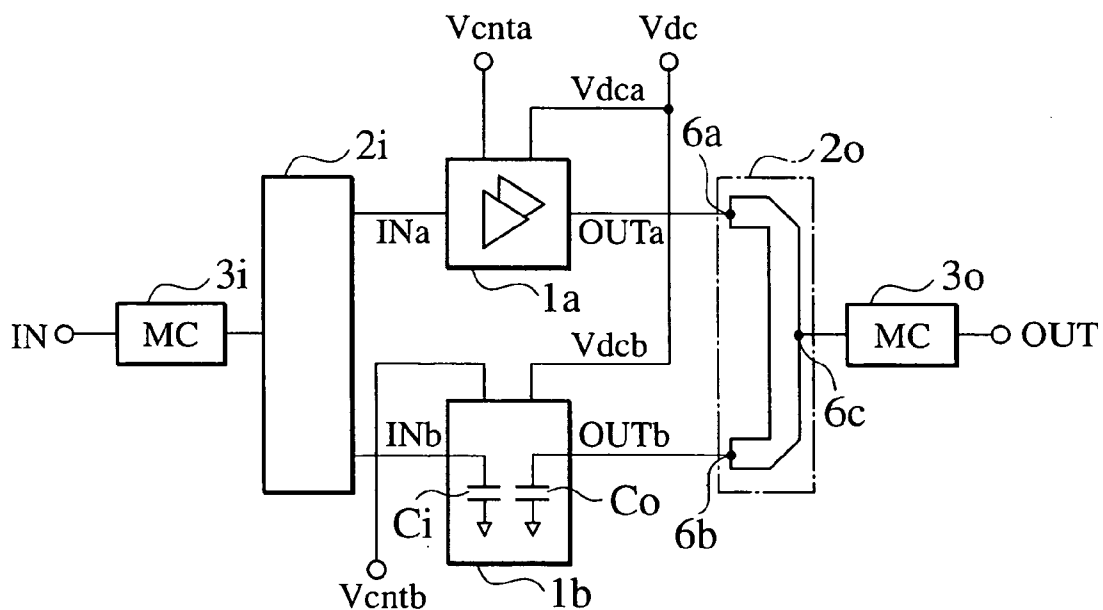 Vcnta
Vdc
Vdca
6a
2o
2i
INa
OUTa
3i
1a
3o
IN
MC
MC
OUT
Vdcb
6c
INb
OUTb
Ci
Co
6b
Vcntb
1b